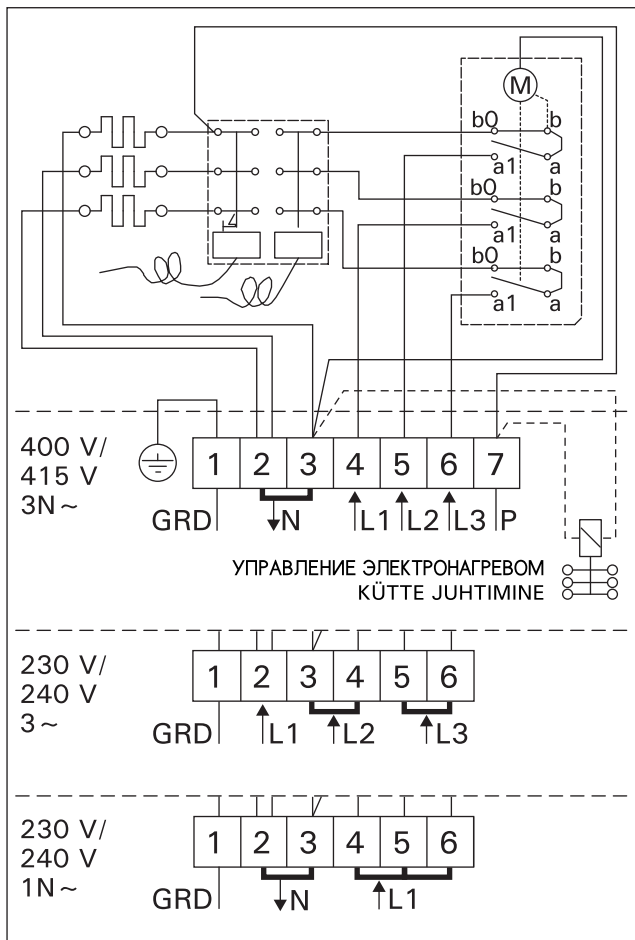 M
b0 b
a1 a
b0 b
a1 a
b0 b
a1 a
400 V/
415 V
3N ~
1 2 3 4 5 6 7
GRD N L1 L2 L3 P
УПРАВЛЕНИЕ ЭЛЕКТРОНАГРЕВОМ
KÜTTE JUHTIMINE
230 V/
240 V
3 ~
1 2 3 4 5 6
GRD L1 L2 L3
230 V/
240 V
1N ~
1 2 3 4 5 6
GRD N L1